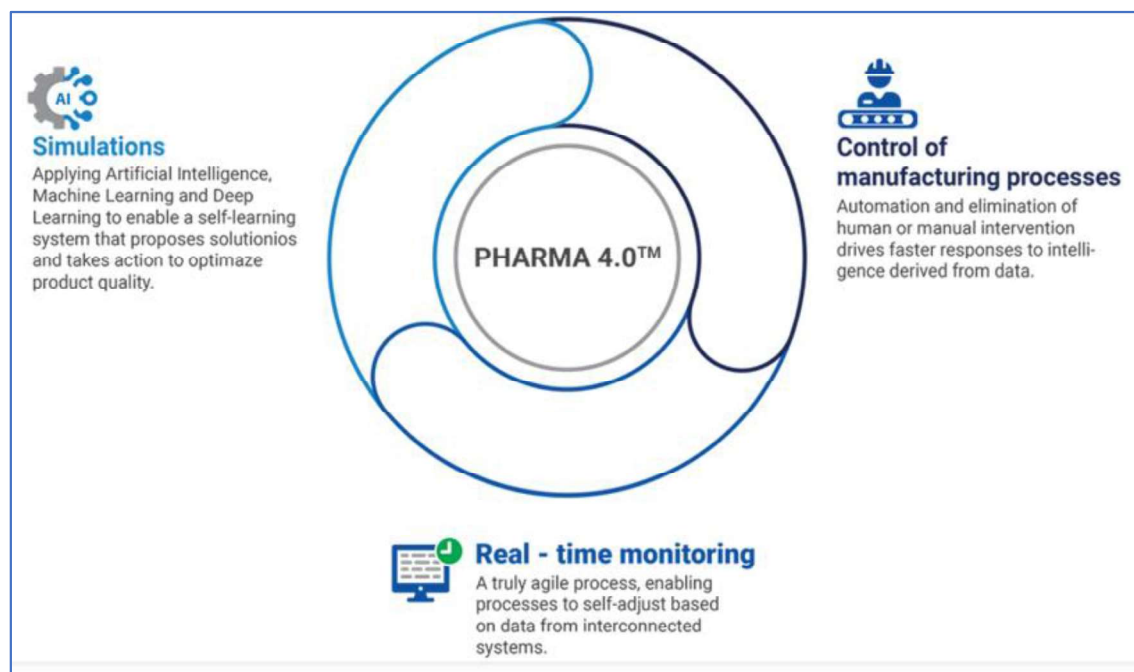 AI
Simulations
Applying Artificial Intelligence,
Machine Learning and Deep
Learning to enable a self-learning
system that proposes solutionios
and takes action to optimaze
product quality.
PHARMA 4.0™
Control of
manufacturing processes
Automation and elimination of
human or manual intervention
drives faster responses to intelli-
gence derived from data.
Real - time monitoring
A truly agile process, enabling
processes to self-adjust based
on data from interconnected
systems.